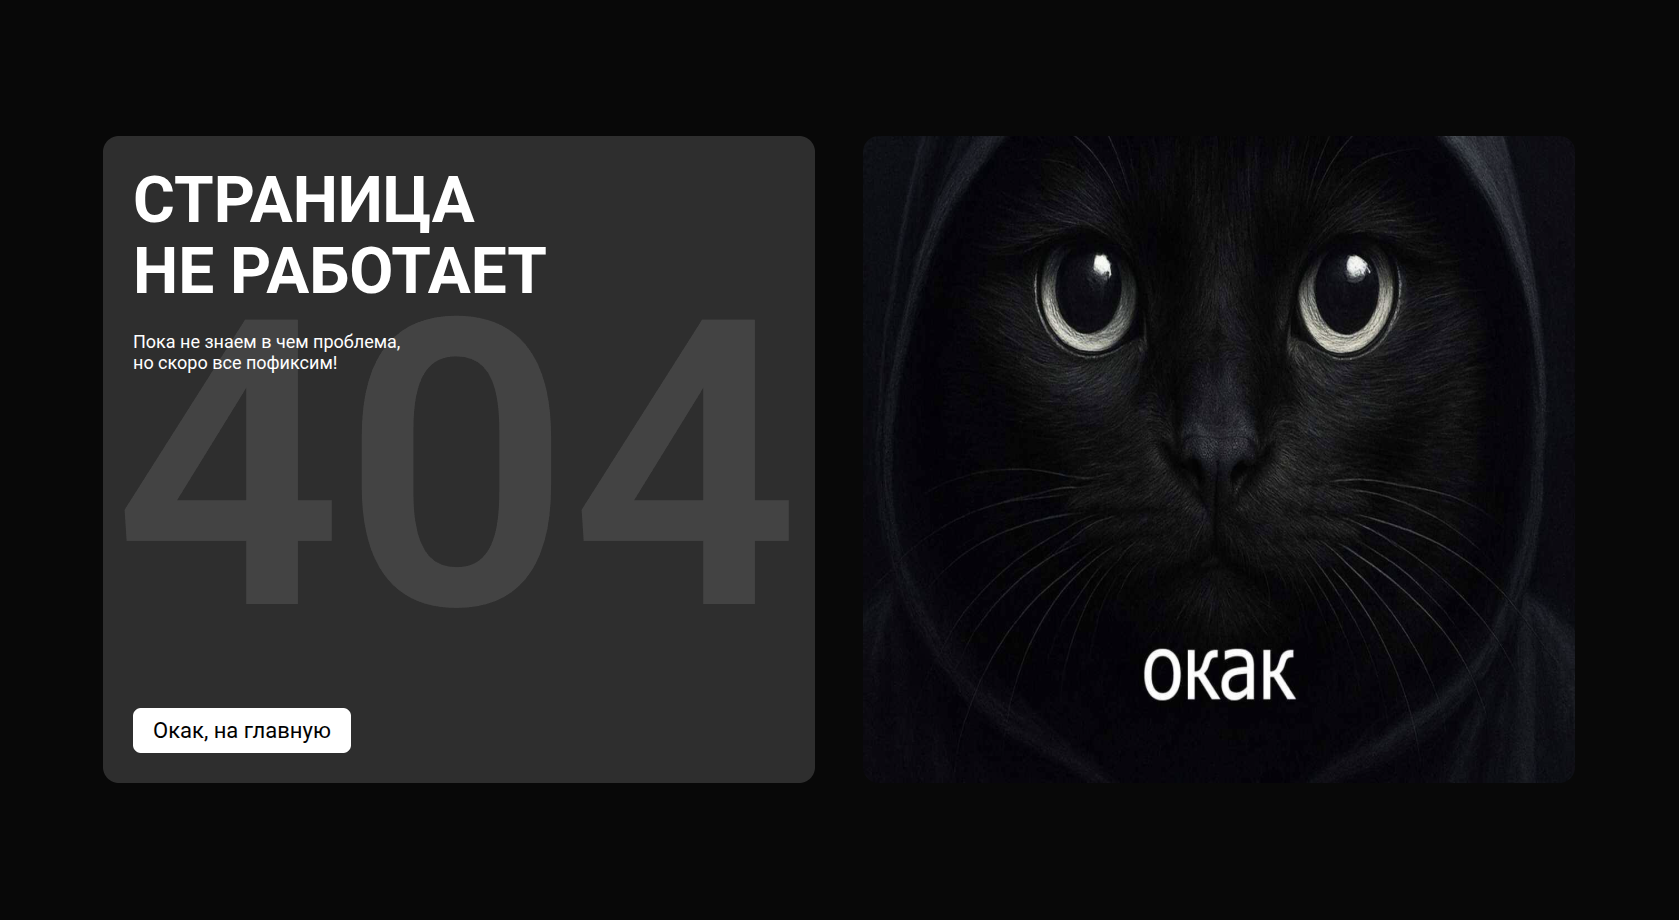 СТРАНИЦА
НЕ РАБОТАЕТ
404
Пока не знаем в чем проблема,
но скоро все пофиксим!
Окак, на главную
окак